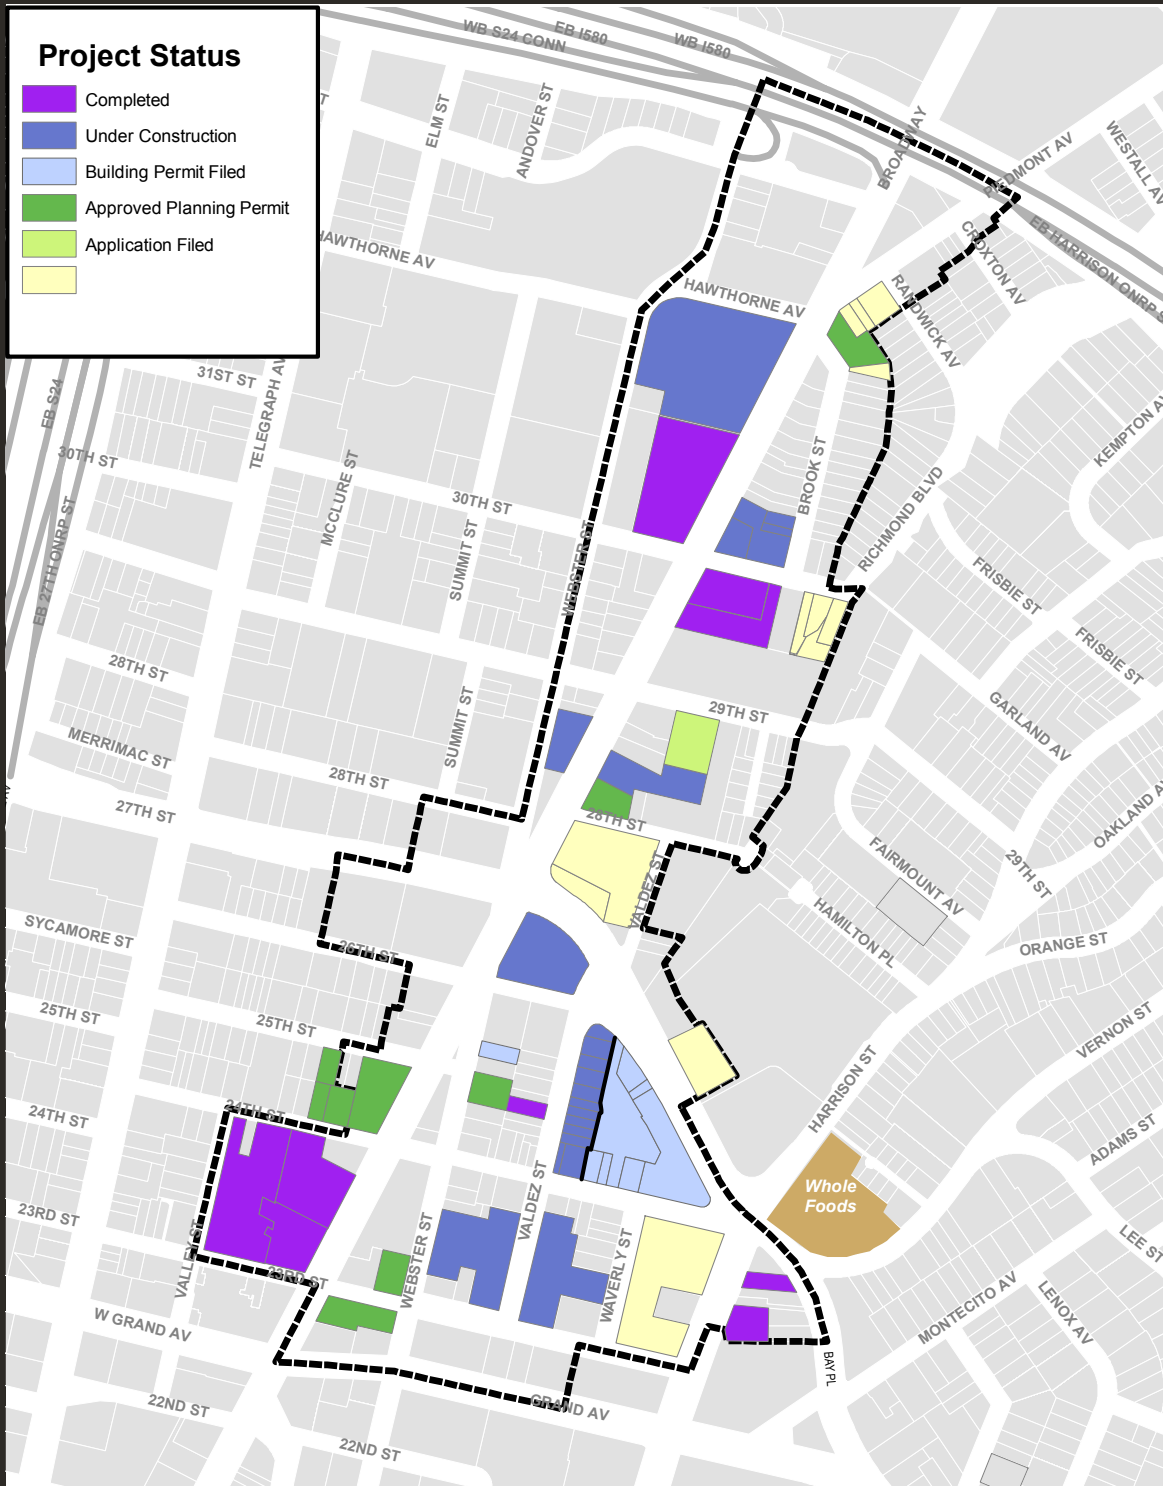 Project Status
Completed
Under Construction
Building Permit Filed
Approved Planning Permit
Application Filed
WB S24 CONN
EB I580
WB I580
ELM ST
ANDOVER ST
BROADWAY
PIEDMONT AV
WESTALL AV
HAWTHORNE AV
CROXTON AV
EB HARRISON ONRP S
HAWTHORNE AV
RANDWICK AV
31ST ST
TELEGRAPH AV
EB S24
KEMPTON AV
30TH ST
MCCLURE ST
30TH ST
BROOK ST
RICHMOND BLVD
SUMMIT ST
WEBSTER ST
EB 27TH ONRP ST
FRISBIE ST
FRISBIE ST
28TH ST
SUMMIT ST
29TH ST
GARLAND AV
MERRIMAC ST
28TH ST
27TH ST
28TH ST
OAKLAND AV
FAIRMOUNT AV
29TH ST
VALDEZ ST
HAMILTON PL
SYCAMORE ST
26TH ST
ORANGE ST
25TH ST
25TH ST
VERNON ST
HARRISON ST
24TH ST
24TH ST
ADAMS ST
Whole
Foods
VALDEZ ST
23RD ST
LEE ST
VALLEY ST
23RD ST
WEBSTER ST
WAVERLY ST
MONTECITO AV
LENOX AV
W GRAND AV
BAY PL
22ND ST
GRAND AV
22ND ST